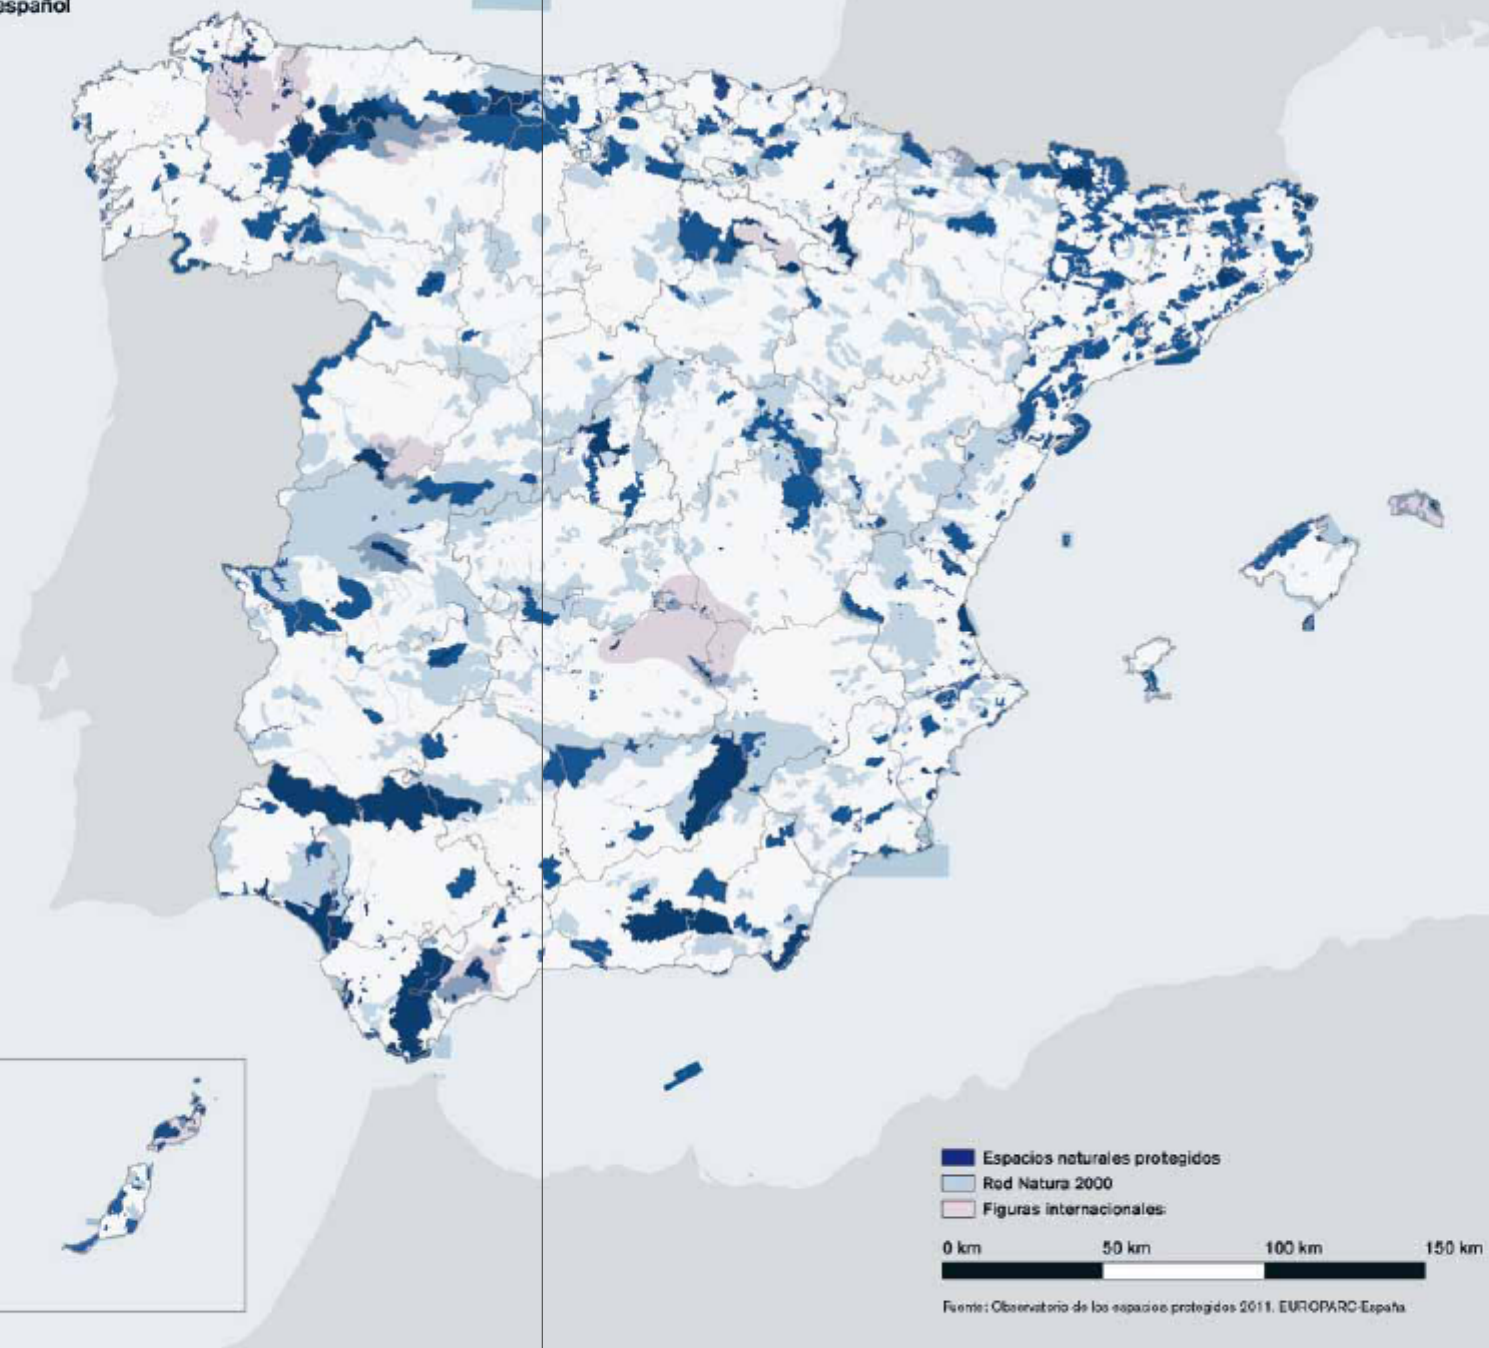 español
Espacios naturales protegidos
Red Natura 2000
Figuras internacionales
0 km 50 km 100 km 150 km
Fuente: Observatorio de los espacios protegidos 2011. EUROPARC-España